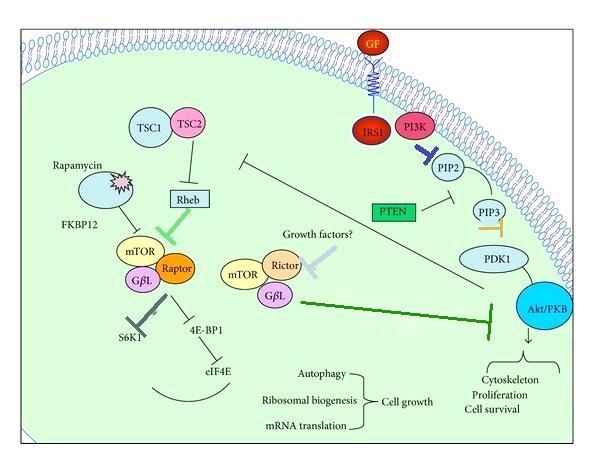 GF
IRS1
PI3K
PIP2
PIP3
PTEN
PDK1
Akt/PKB
Cytoskeleton
Proliferation
Cell survival
TSC1
TSC2
Rapamycin
FKBP12
Rheb
mTOR
Raptor
GβL
S6K1
4E-BP1
eIF4E
Growth factors?
mTOR
Rictor
GβL
Autophagy
Ribosomal biogenesis
mRNA translation
Cell growth